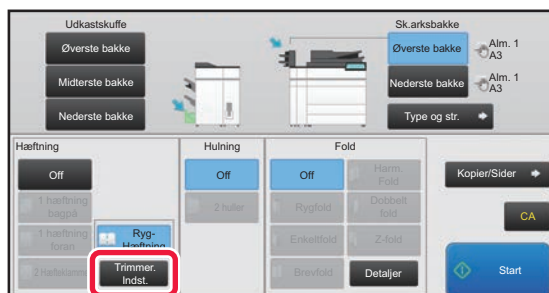 Udkastskuffe
Sk.arksbakke
Øverste bakke
Midterste bakke
Nederste bakke
Øverste bakke
Alm. 1
A3
Nederste bakke
Alm. 1
A3
Type og str.
Hæftning
Off
1 hæftning
bagpå
1 hæftning
foran
Ryg-
Hæftning
Trimmer.
Indst.
Hulning
Off
2 huller
Fold
Off
Harm.
Fold
Rygfold
Dobbelt
fold
Enkeltfold
Z-fold
Brevfold
Detaljer
Kopier/Sider
CA
Start